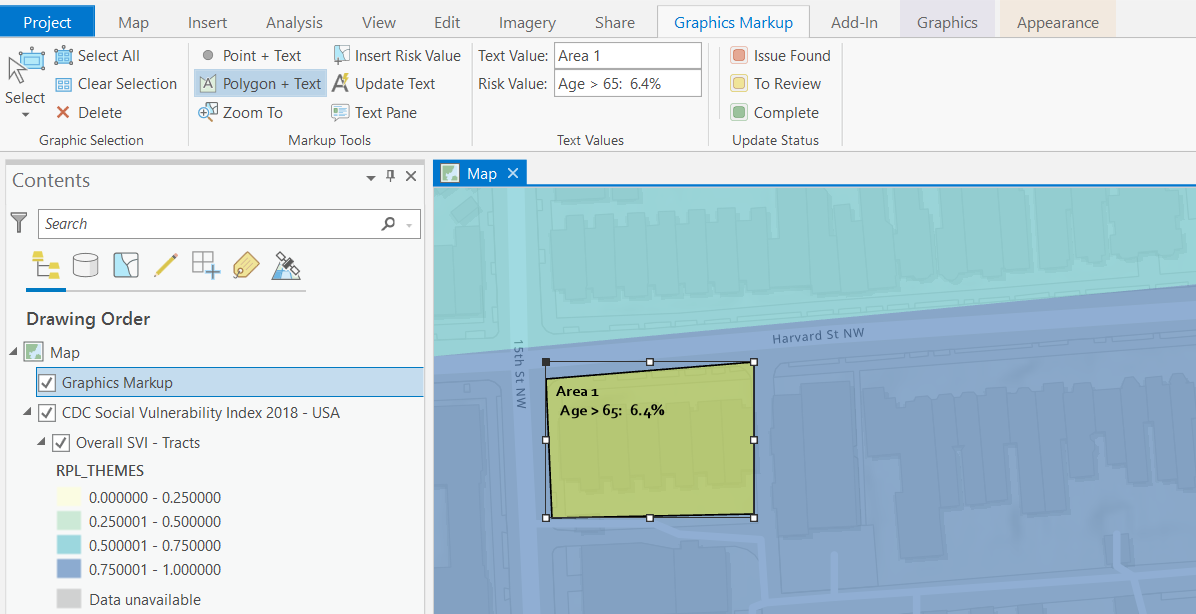 Project Map Insert Analysis View Edit Imagery Share Graphics Markup Add-In Graphics Appearance
Select
Select All
Clear Selection
Delete
Graphic Selection
Point + Text
Polygon + Text
Zoom To
Insert Risk Value
Update Text
Text Pane
Markup Tools
Text Value: Area 1
Risk Value: Age > 65: 6.4%
Text Values
Issue Found
To Review
Complete
Update Status
Contents
Search
Drawing Order
Map
Graphics Markup
CDC Social Vulnerability Index 2018 - USA
Overall SVI - Tracts
RPL_THEMES
0.000000 - 0.250000
0.250001 - 0.500000
0.500001 - 0.750000
0.750001 - 1.000000
Data unavailable
Map
Harvard St NW
15th St NW
Area 1
Age > 65: 6.4%